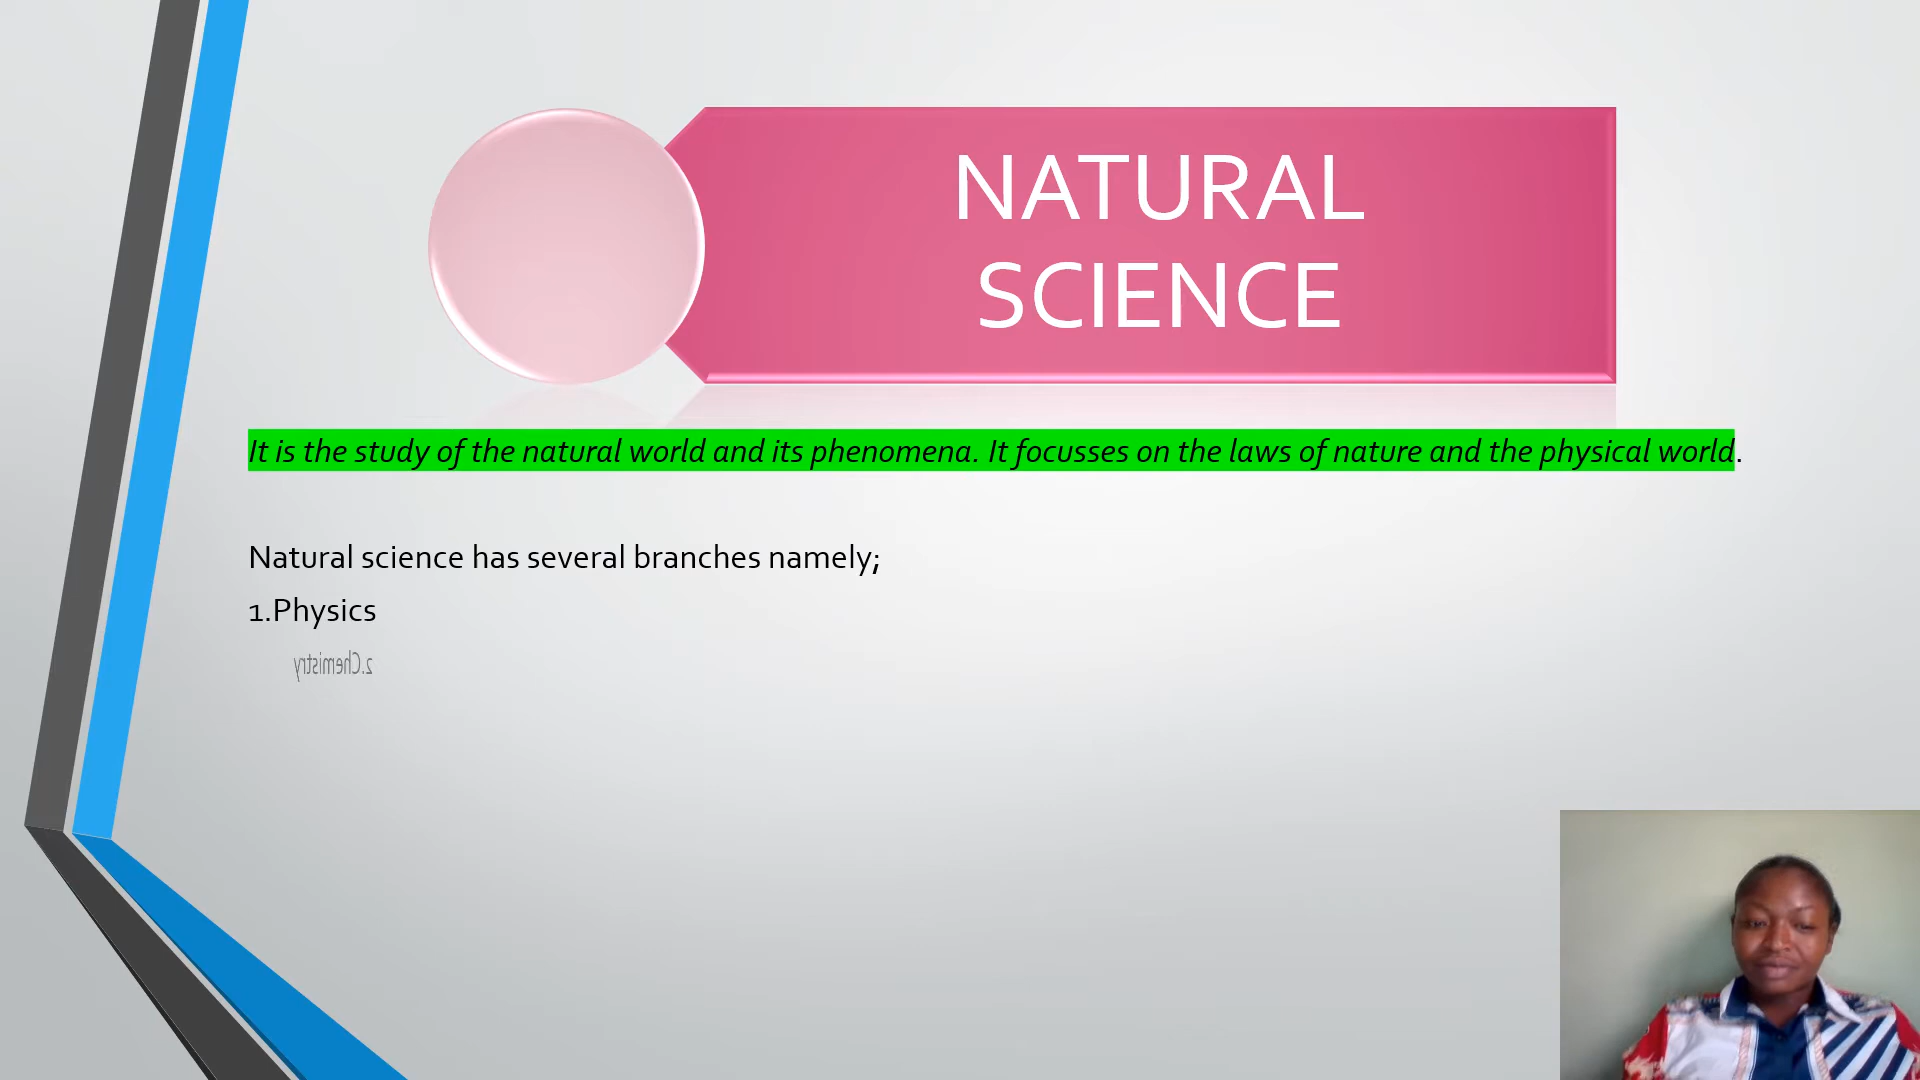 NATURAL
SCIENCE
It is the study of the natural world and its phenomena. It focusses on the laws of nature and the physical world.
Natural science has several branches namely;
1.Physics
2.Chemistry